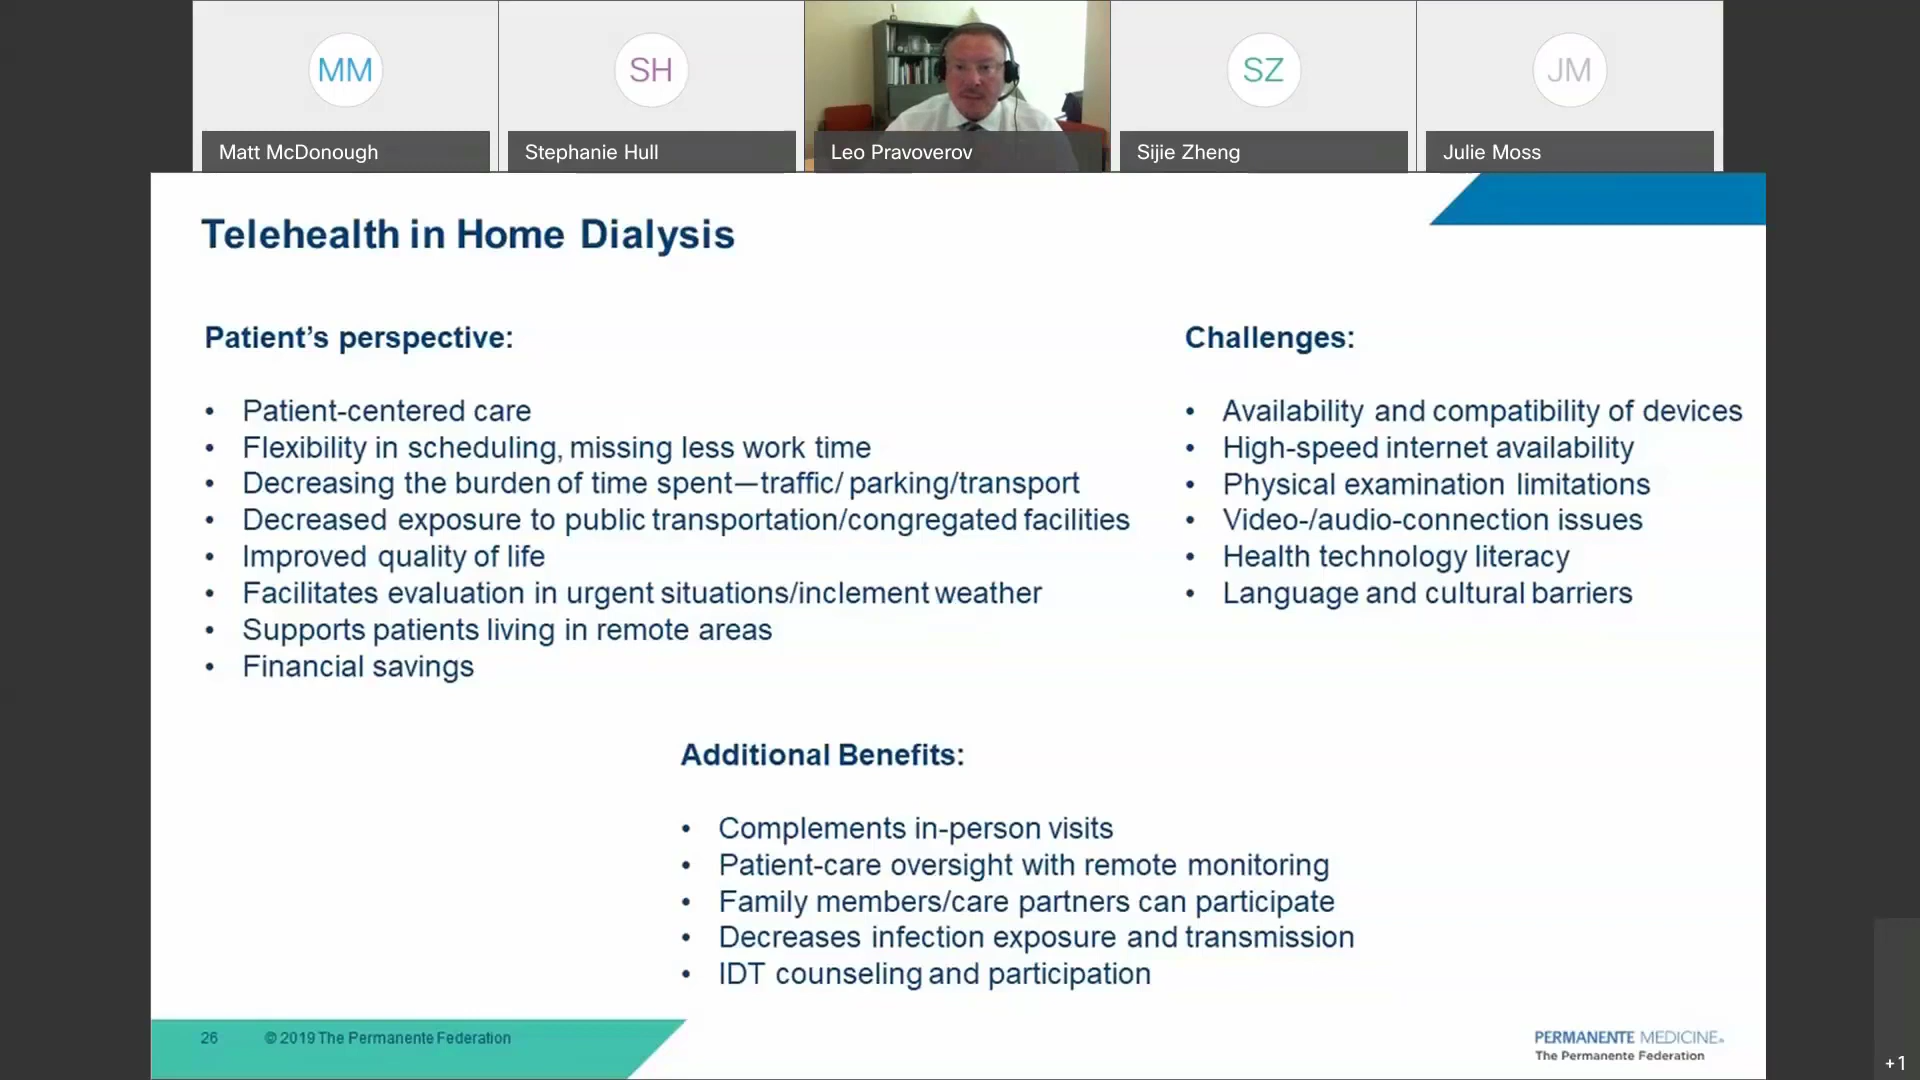 MM
SH
SZ
JM
Matt McDonough
Stephanie Hull
Leo Pravoverov
Sijie Zheng
Julie Moss
Telehealth in Home Dialysis
Patient's perspective:
• Patient-centered care
• Flexibility in scheduling, missing less work time
• Decreasing the burden of time spent—traffic/ parking/transport
• Decreased exposure to public transportation/congregated facilities
• Improved quality of life
• Facilitates evaluation in urgent situations/inclement weather
• Supports patients living in remote areas
• Financial savings
Challenges:
• Availability and compatibility of devices
• High-speed internet availability
• Physical examination limitations
• Video-/audio-connection issues
• Health technology literacy
• Language and cultural barriers
Additional Benefits:
• Complements in-person visits
• Patient-care oversight with remote monitoring
• Family members/care partners can participate
• Decreases infection exposure and transmission
• IDT counseling and participation
26 © 2019 The Permanente Federation
PERMANENTE MEDICINE
The Permanente Federation
+1